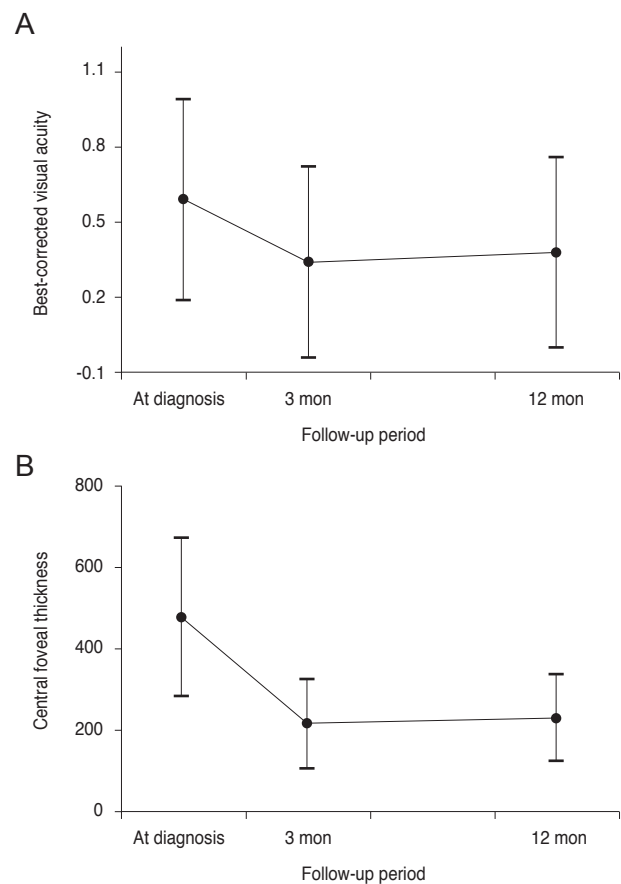 A
Best-corrected visual acuity
1.1
0.8
0.5
0.2
-0.1
At diagnosis 3 mon 12 mon
Follow-up period
B
Central foveal thickness
800
600
400
200
0
At diagnosis 3 mon 12 mon
Follow-up period